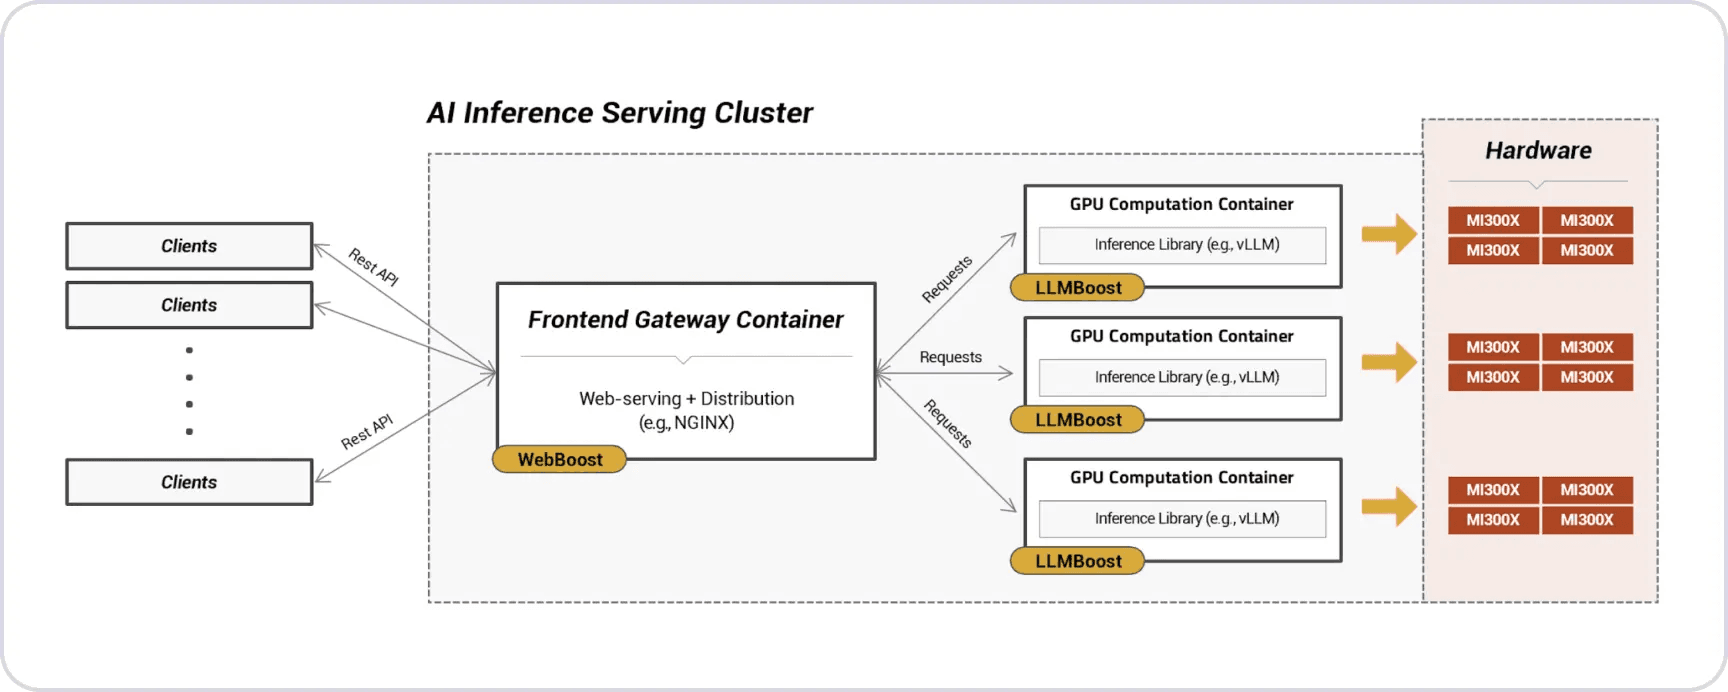 AI Inference Serving Cluster
Clients
Clients
Clients
Rest API
Rest API
Frontend Gateway Container
Web-serving + Distribution
(e.g., NGINX)
WebBoost
Requests
Requests
Requests
GPU Computation Container
Inference Library (e.g., vLLM)
LLMBoost
GPU Computation Container
Inference Library (e.g., vLLM)
LLMBoost
GPU Computation Container
Inference Library (e.g., vLLM)
LLMBoost
Hardware
MI300X MI300X
MI300X MI300X
MI300X MI300X
MI300X MI300X
MI300X MI300X
MI300X MI300X